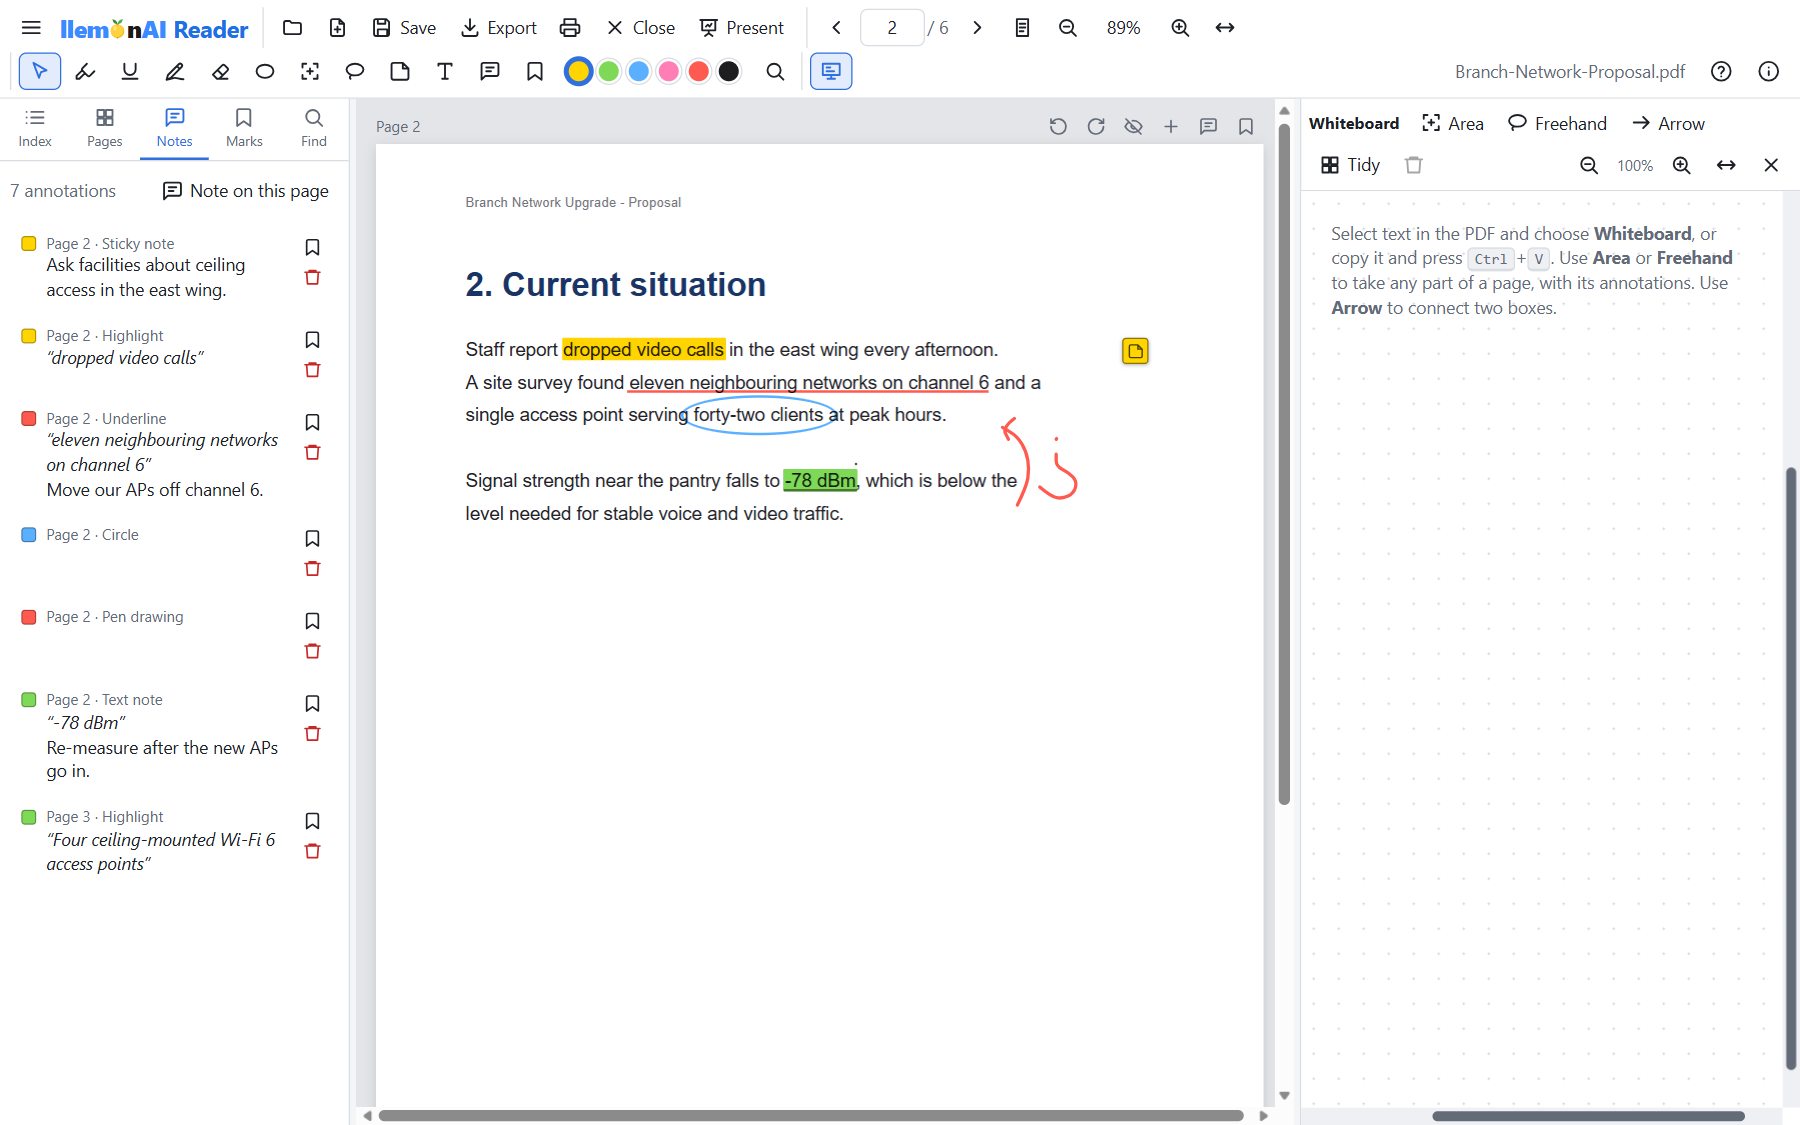 llemonAI Reader
Save
Export
Close
Present
2 / 6
89%
Branch-Network-Proposal.pdf
Index
Pages
Notes
Marks
Find
7 annotations
Note on this page
Page 2 · Sticky note
Ask facilities about ceiling
access in the east wing.
Page 2 · Highlight
“dropped video calls”
Page 2 · Underline
“eleven neighbouring networks
on channel 6”
Move our APs off channel 6.
Page 2 · Circle
Page 2 · Pen drawing
Page 2 · Text note
“-78 dBm”
Re-measure after the new APs
go in.
Page 3 · Highlight
“Four ceiling-mounted Wi-Fi 6
access points”
Page 2
Branch Network Upgrade - Proposal
2. Current situation
Staff report dropped video calls in the east wing every afternoon.
A site survey found eleven neighbouring networks on channel 6 and a
single access point serving forty-two clients at peak hours.
Signal strength near the pantry falls to -78 dBm, which is below the
level needed for stable voice and video traffic.
Whiteboard
Area
Freehand
Arrow
Tidy
100%
Select text in the PDF and choose Whiteboard, or
copy it and press Ctrl + V . Use Area or Freehand
to take any part of a page, with its annotations. Use
Arrow to connect two boxes.